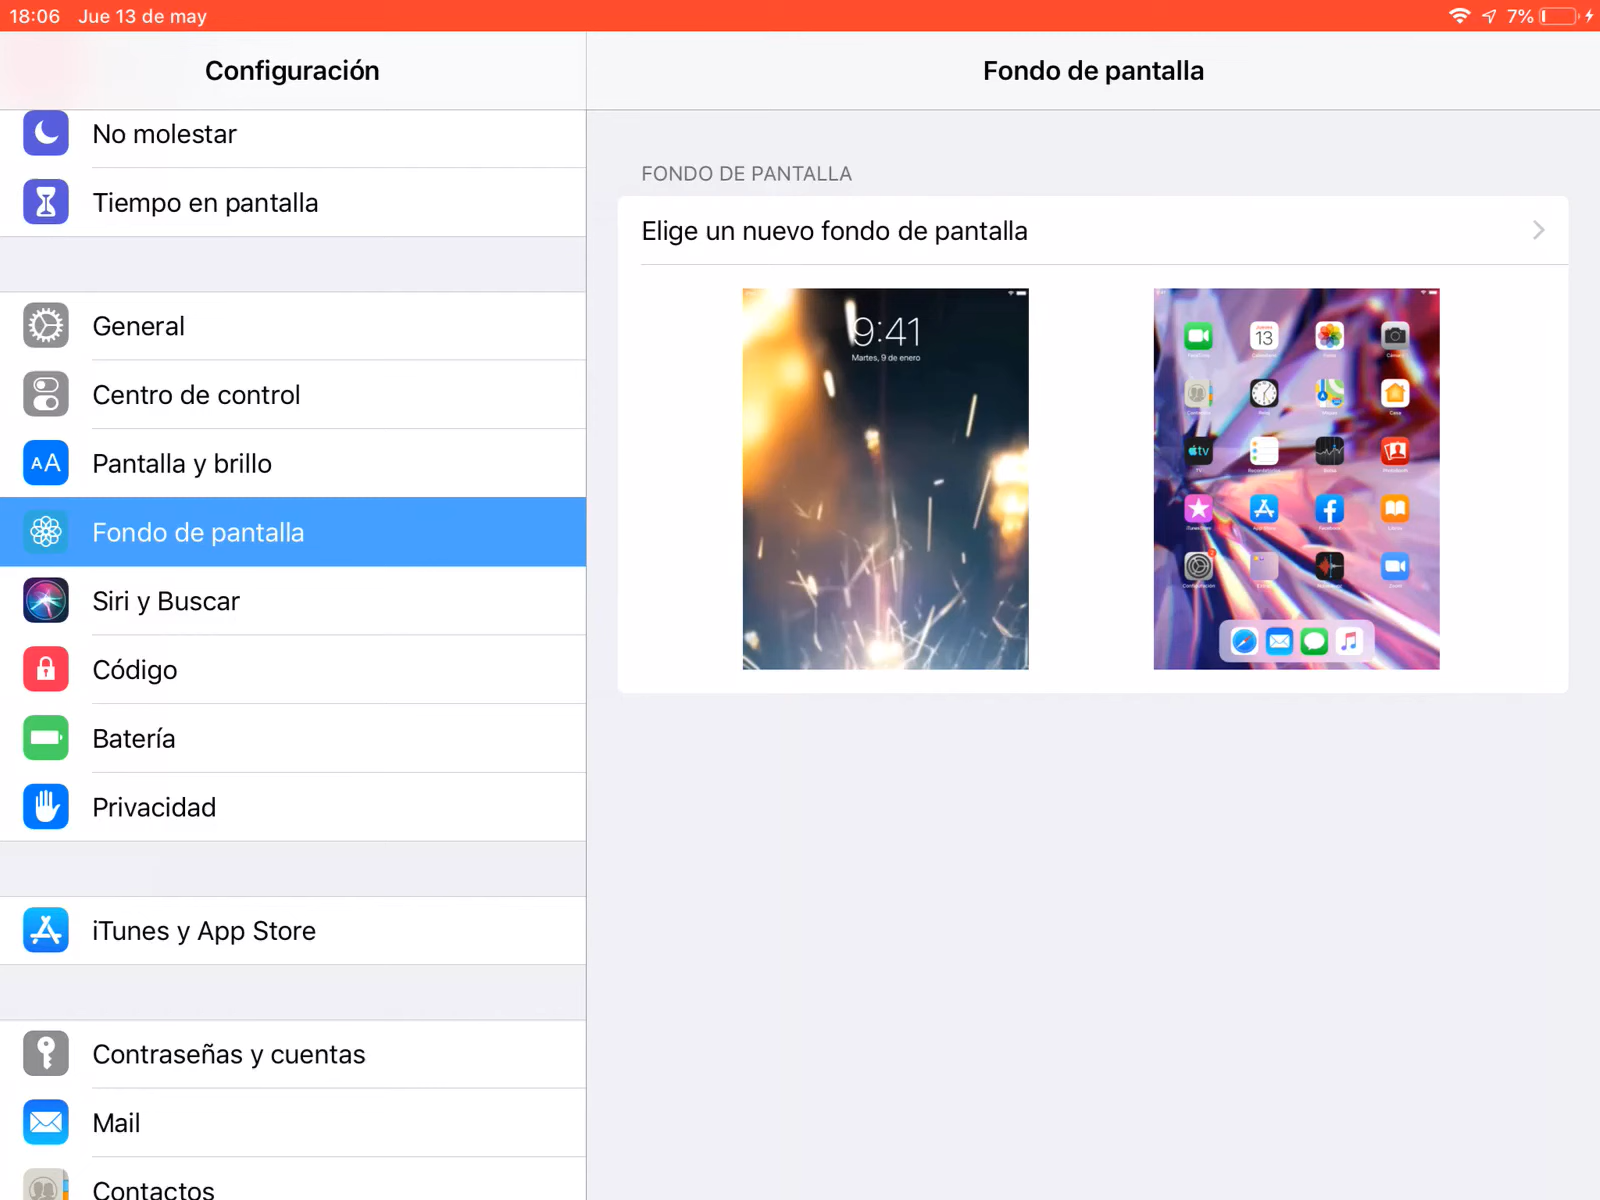 18:06 Jue 13 de may
7%
Configuración
Fondo de pantalla
No molestar
Tiempo en pantalla
General
Centro de control
AA Pantalla y brillo
Fondo de pantalla
Siri y Buscar
Código
Batería
Privacidad
iTunes y App Store
Contraseñas y cuentas
Mail
Contactos
FONDO DE PANTALLA
Elige un nuevo fondo de pantalla
9:41
Martes, 9 de enero
13
tv